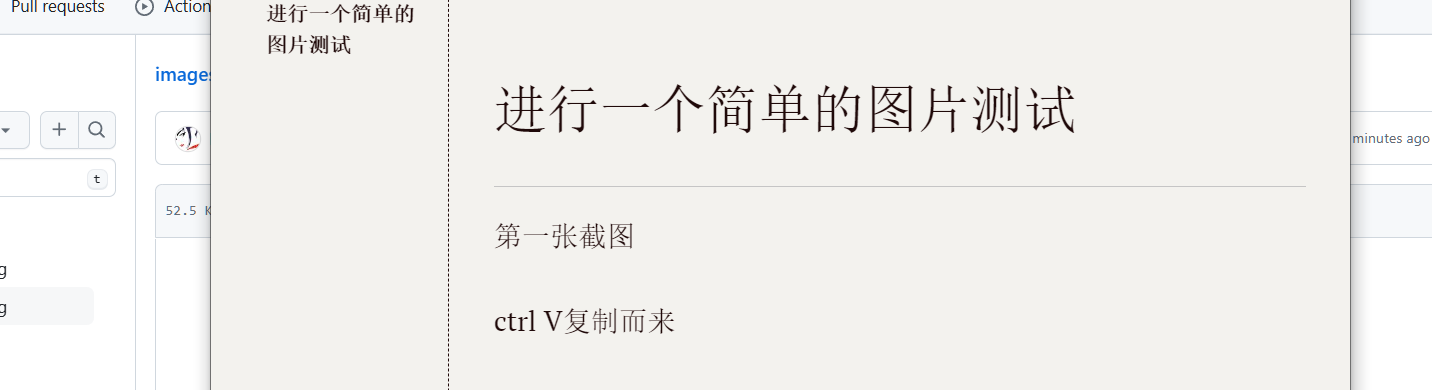 Pull requests
Action
进行一个简单的
图片测试
images
进行一个简单的图片测试
minutes ago
t
52.5 K
第一张截图
g
g
ctrl V复制而来